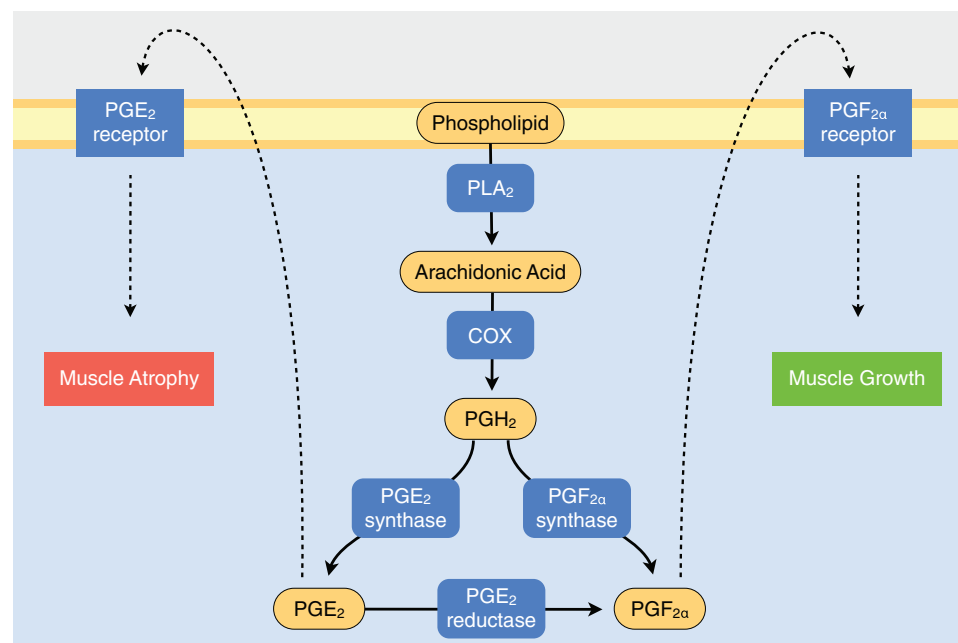 PGE₂
receptor
Phospholipid
PGF₂α
receptor
PLA₂
Arachidonic Acid
COX
Muscle Atrophy
Muscle Growth
PGH₂
PGE₂
synthase
PGF₂α
synthase
PGE₂
PGE₂
reductase
PGF₂α